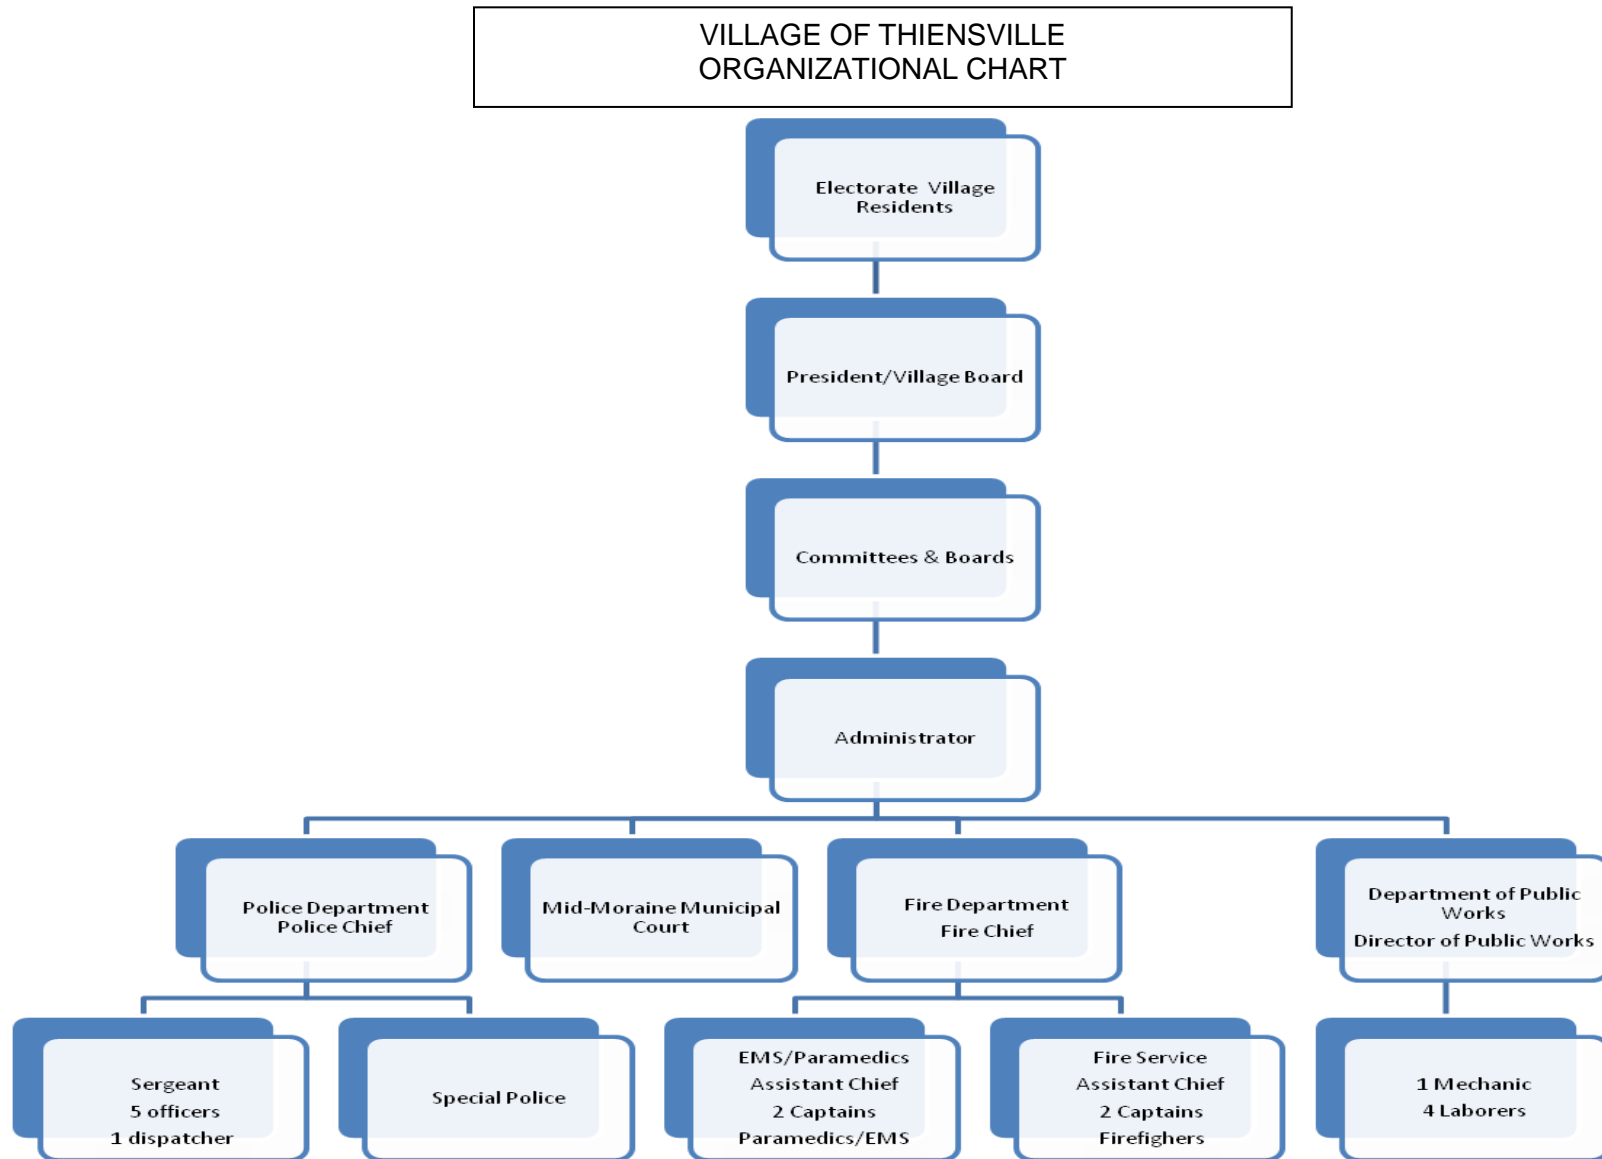 VILLAGE OF THIENSVILLE
ORGANIZATIONAL CHART
Electorate Village
Residents
President/Village Board
Committees & Boards
Administrator
Police Department
Police Chief
Mid-Moraine Municipal
Court
Fire Department
Fire Chief
Department of Public
Works
Director of Public Works
Sergeant
5 officers
1 dispatcher
Special Police
EMS/Paramedics
Assistant Chief
2 Captains
Paramedics/EMS
Fire Service
Assistant Chief
2 Captains
Firefighers
1 Mechanic
4 Laborers